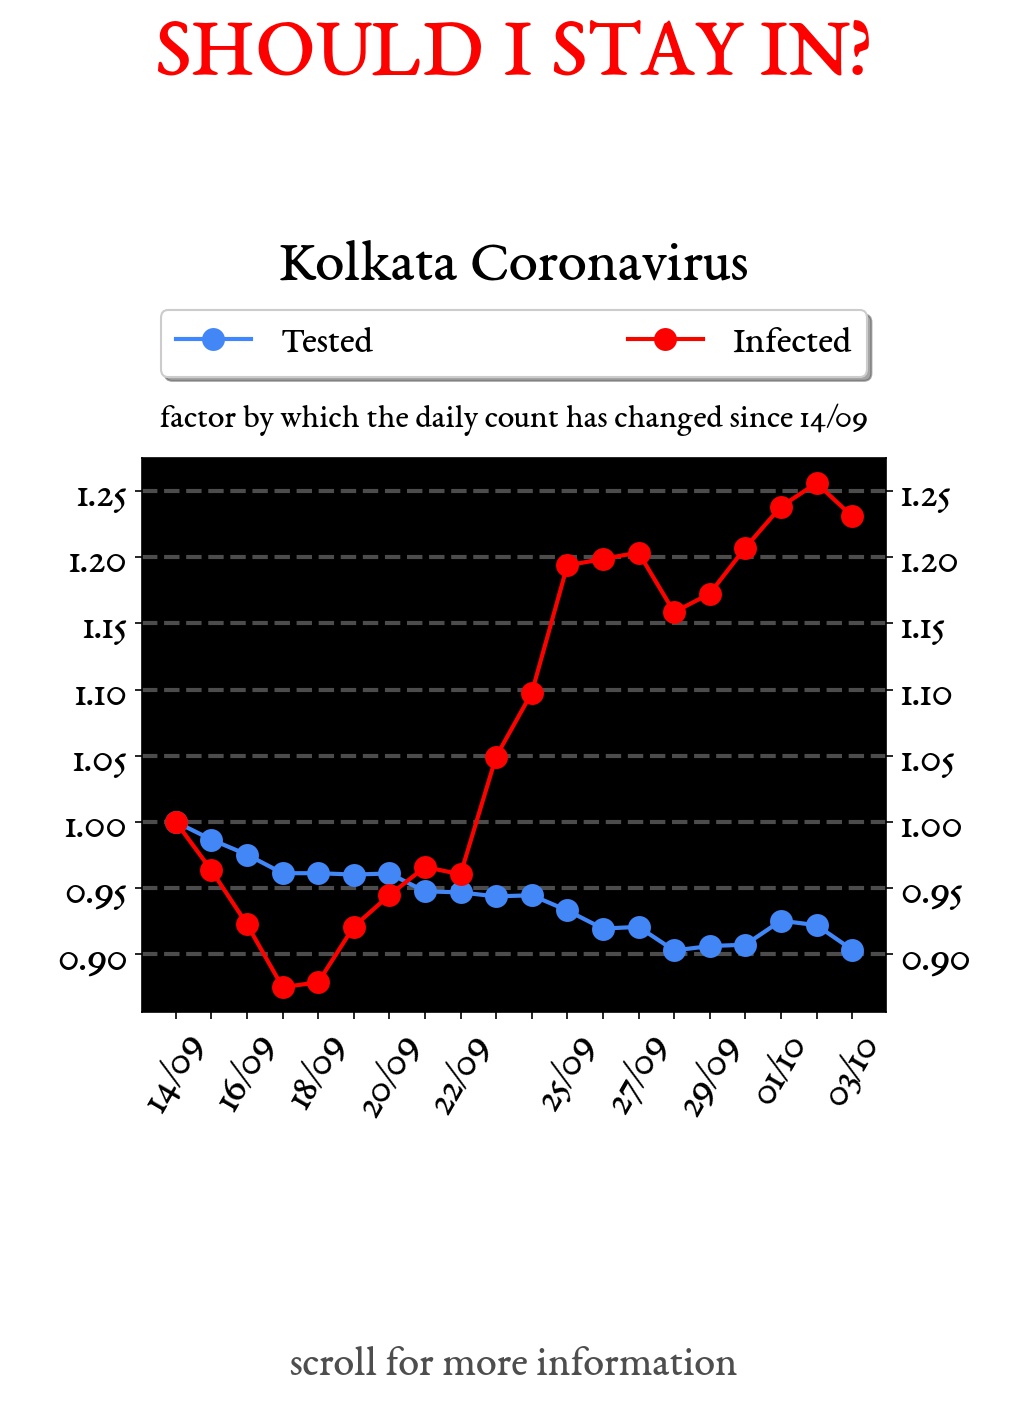 SHOULD I STAY IN?
Kolkata Coronavirus
Tested Infected
factor by which the daily count has changed since 14/09
1.25 1.25
1.20 1.20
1.15 1.15
1.10 1.10
1.05 1.05
1.00 1.00
0.95 0.95
0.90 0.90
14/09 16/09 18/09 20/09 22/09 25/09 27/09 29/09 01/10 03/10
scroll for more information